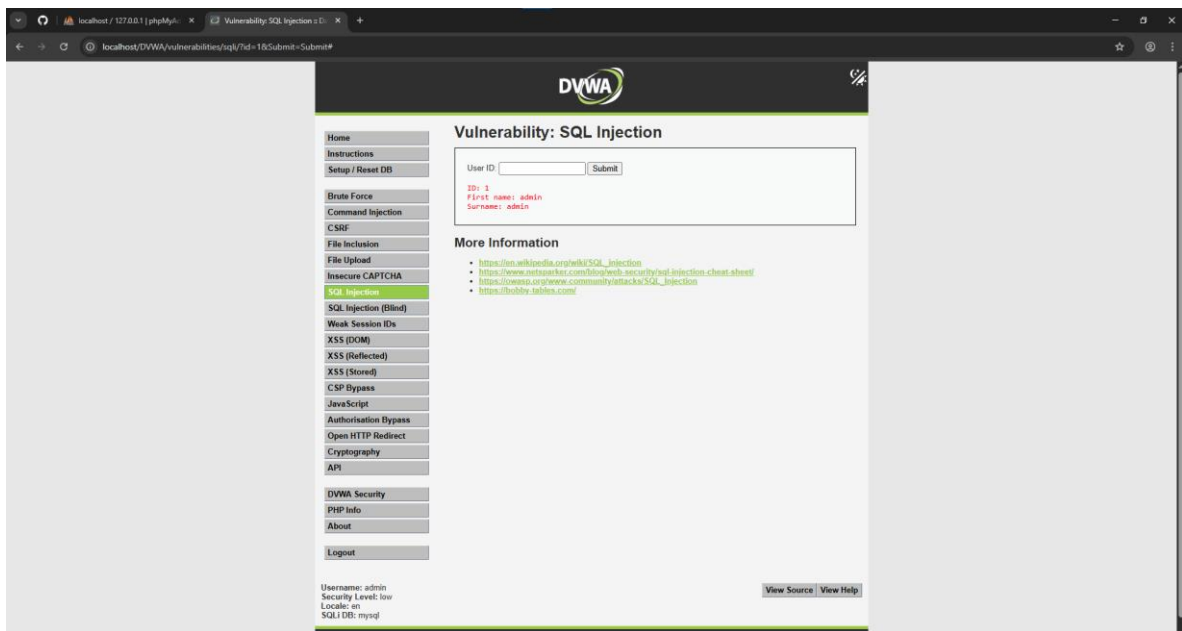 localhost / 127.0.0.1 | phpMyA
Vulnerability: SQL Injection :: D
localhost/DVWA/vulnerabilities/sqli/?id=1&Submit=Submit#
DVWA
Home
Instructions
Setup / Reset DB
Brute Force
Command Injection
CSRF
File Inclusion
File Upload
Insecure CAPTCHA
SQL Injection
SQL Injection (Blind)
Weak Session IDs
XSS (DOM)
XSS (Reflected)
XSS (Stored)
CSP Bypass
JavaScript
Authorisation Bypass
Open HTTP Redirect
Cryptography
API
DVWA Security
PHP Info
About
Logout
Vulnerability: SQL Injection
User ID: Submit
ID: 1
First name: admin
Surname: admin
More Information
https://en.wikipedia.org/wiki/SQL_injection
https://www.netsparker.com/blog/web-security/sql-injection-cheat-sheet/
https://owasp.org/www-community/attacks/SQL_Injection
https://bobby-tables.com/
Username: admin
Security Level: low
Locale: en
SQLi DB: mysql
View Source View Help